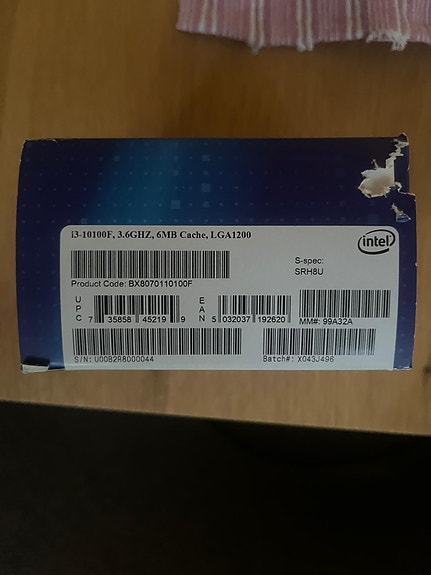 i3-10100F, 3.6GHZ, 6MB Cache, LGA1200
intel
S-spec:
SRH8U
Product Code: BX8070110100F
UPC
7 35858 45219 9
EAN
5 032037 192620
MM#: 99A32A
S/N: U00B2R8000044
Batch#: X043J496